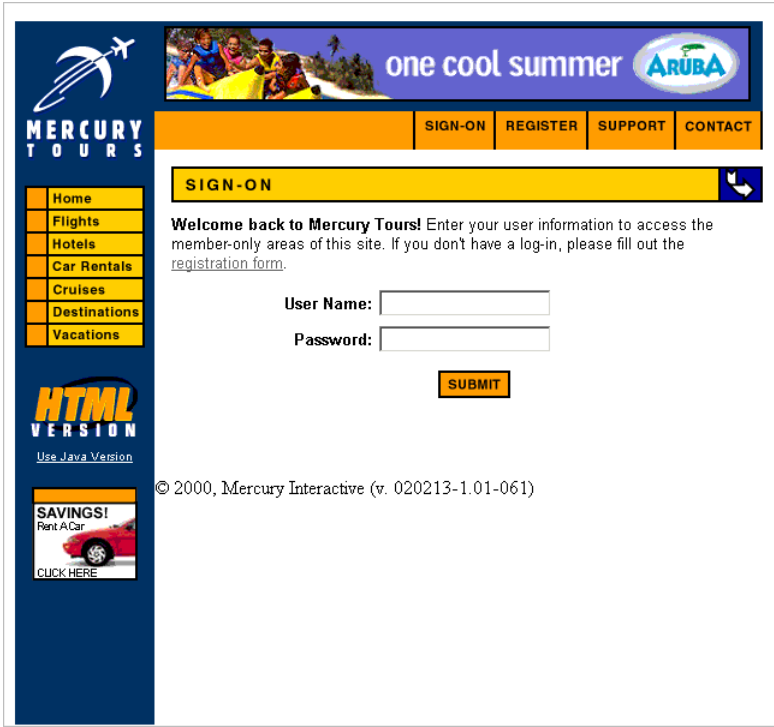 MERCURY
TOURS
one cool summer ARUBA
SIGN-ON REGISTER SUPPORT CONTACT
Home
Flights
Hotels
Car Rentals
Cruises
Destinations
Vacations
HTML
VERSION
Use Java Version
SAVINGS!
Rent A Car
CLICK HERE
SIGN-ON
Welcome back to Mercury Tours! Enter your user information to access the
member-only areas of this site. If you don't have a log-in, please fill out the
registration form.
User Name:
Password:
SUBMIT
© 2000, Mercury Interactive (v. 020213-1.01-061)